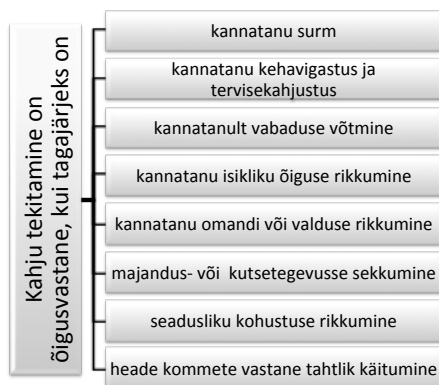 Kahju tekitamine on
õigusvastane, kui tagajärjeks on
kannatanu surm
kannatanu kehavigastus ja
tervisekahjustus
kannatanult vabaduse võtmine
kannatanu isikliku õiguse rikkumine
kannatanu omandi või valduse rikkumine
majandus- või kutsetegevusse sekkumine
seadusliku kohustuse rikkumine
heade kommete vastane tahtlik käitumine